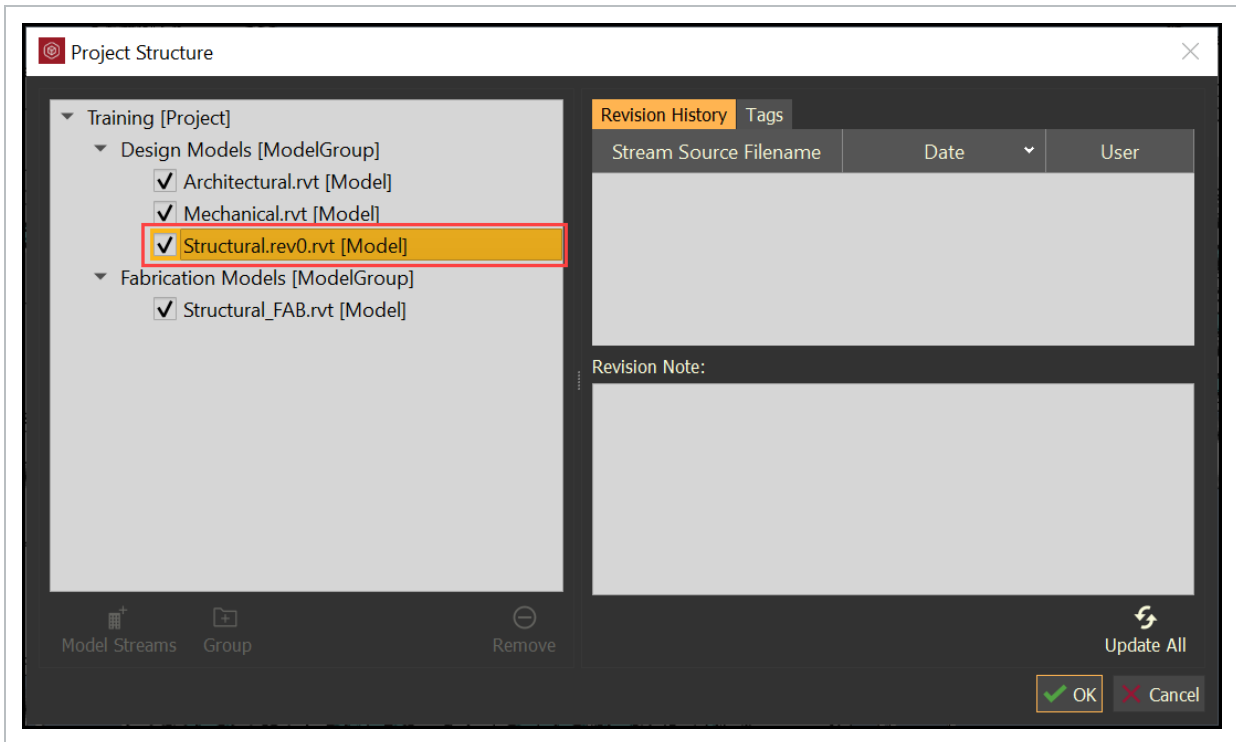 Project Structure
Training [Project]
Design Models [ModelGroup]
Architectural.rvt [Model]
Mechanical.rvt [Model]
Structural.rev0.rvt [Model]
Fabrication Models [ModelGroup]
Structural_FAB.rvt [Model]
Model Streams Group Remove
Revision History Tags
Stream Source Filename Date User
Revision Note:
Update All
OK Cancel